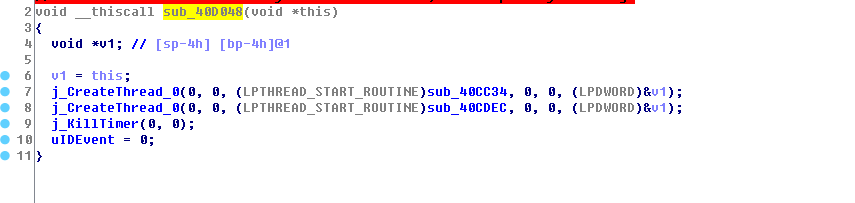 2 void __thiscall sub_40D048(void *this)
3 {
4 void *v1; // [sp-4h] [bp-4h]@1
5
6 v1 = this;
7 j_CreateThread_0(0, 0, (LPTHREAD_START_ROUTINE)sub_40CC34, 0, 0, (LPDWORD)&v1);
8 j_CreateThread_0(0, 0, (LPTHREAD_START_ROUTINE)sub_40CDEC, 0, 0, (LPDWORD)&v1);
9 j_KillTimer(0, 0);
10 uIDEvent = 0;
11 }